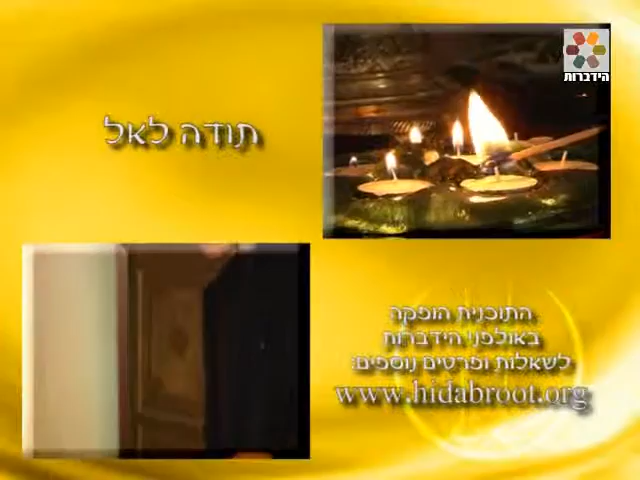 הידברות
תודה לאל
התוכנית הופקה
באולפני הידברות
לשאלות ופרטים נוספים:
www.hidabroot.org